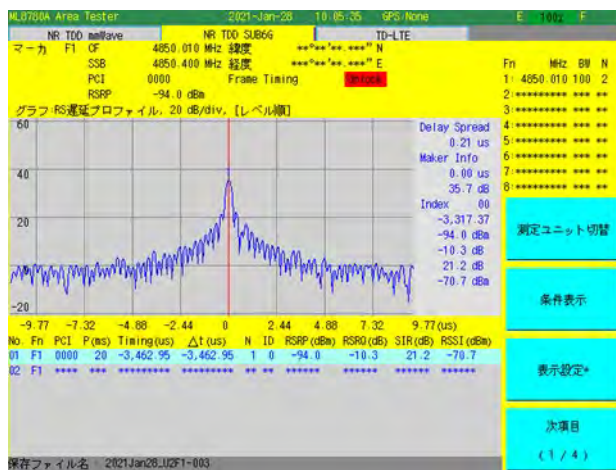 ML8780A Area Tester 2021-Jan-28 10:05:35 GPS:None E 100z F
NR TDD mmWave NR TDD SUB6G TD-LTE
マーカ F1 CF 4850.010 MHz 緯度 **°**'**.***" N
SSB 4850.400 MHz 経度 ***°**'**.***" E
PCI 0000 Frame Timing Unlock
RSRP -94.0 dBm
グラフ:RS遅延プロファイル, 20 dB/div, [レベル順]
Fn MHz BW N
1: 4850.010 100 2
2:********** *** **
3:********** *** **
4:********** *** **
5:********** *** **
6:********** *** **
7:********** *** **
8:********** *** **
60
40
20
0
-20
-9.77 -7.32 -4.88 -2.44 0 2.44 4.88 7.32 9.77(us)
Delay Spread
0.21 us
Maker Info
0.00 us
35.7 dB
Index 00
-3,317.37
-94.0 dBm
-10.3 dB
21.2 dB
-70.7 dBm
No. Fn PCI P(ms) Timing(us) △t(us) N ID RSRP(dBm) RSRQ(dB) SIR(dB) RSSI(dBm)
01 F1 0000 20 -3,462.95 -3,462.95 1 0 -94.0 -10.3 21.2 -70.7
02 F1 **** *** ********* ********* ** ** ****** ****** ****** ******
測定ユニット切替
条件表示
表示設定*
次項目
(1/4)
保存ファイル名 : 2021Jan28_U2F1-003